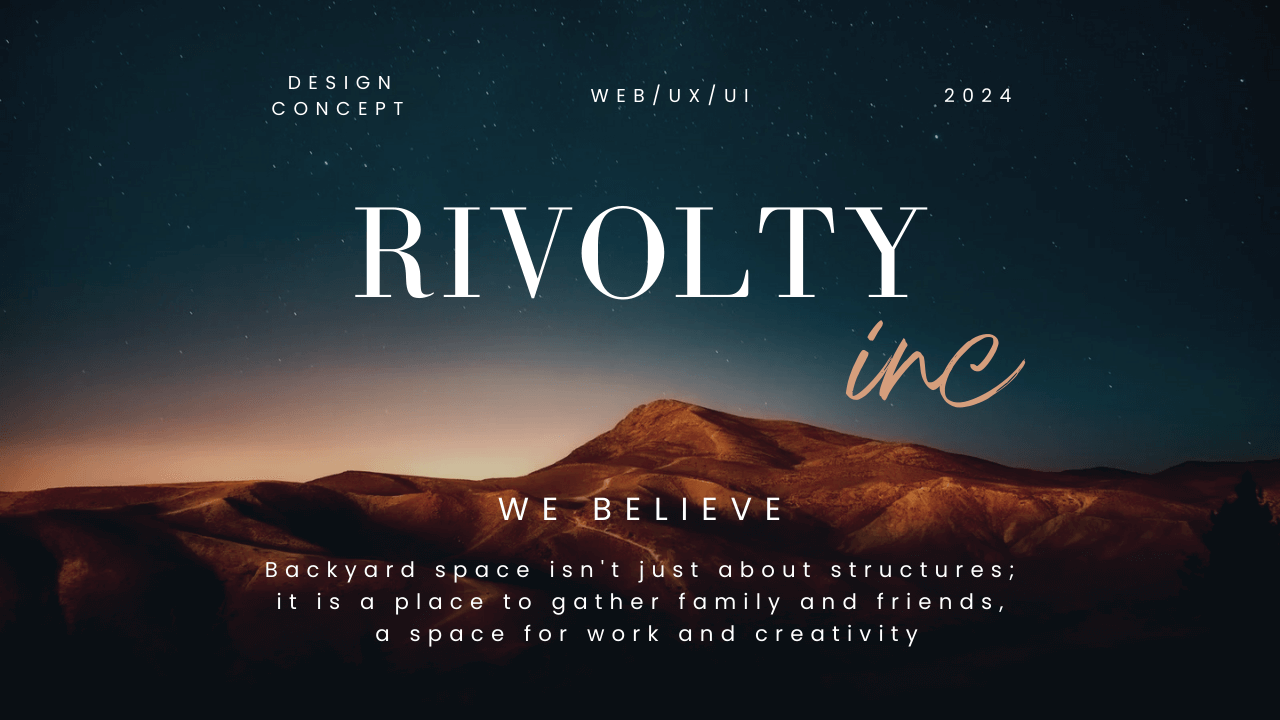 DESIGN
CONCEPT
WEB/UX/UI
2024
RIVOLTY
inc
WE BELIEVE
Backyard space isn't just about structures;
it is a place to gather family and friends,
a space for work and creativity